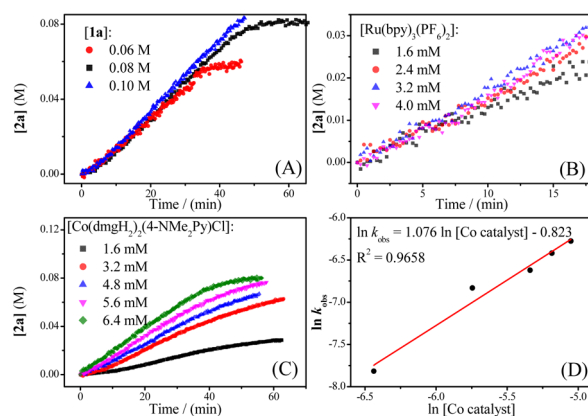 [1a]:
0.06 M
0.08 M
0.10 M
(A)
0.08
0.04
0.00
[2a] (M)
0 10 20 30 40 50 60
Time / (min)
[Ru(bpy)3(PF6)2]:
1.6 mM
2.4 mM
3.2 mM
4.0 mM
(B)
0.03
0.02
0.01
0.00
[2a] (M)
0 5 10 15
Time / (min)
[Co(dmgH2)2(4-NMe2Py)Cl]:
1.6 mM
3.2 mM
4.8 mM
5.6 mM
6.4 mM
(C)
0.12
0.08
0.04
0.00
[2a] (M)
0 20 40 60
Time / (min)
ln kobs = 1.076 ln [Co catalyst] - 0.823
R2 = 0.9658
(D)
-6.0
-6.5
-7.0
-7.5
-8.0
ln kobs
-6.5 -6.0 -5.5 -5.0
ln [Co catalyst]